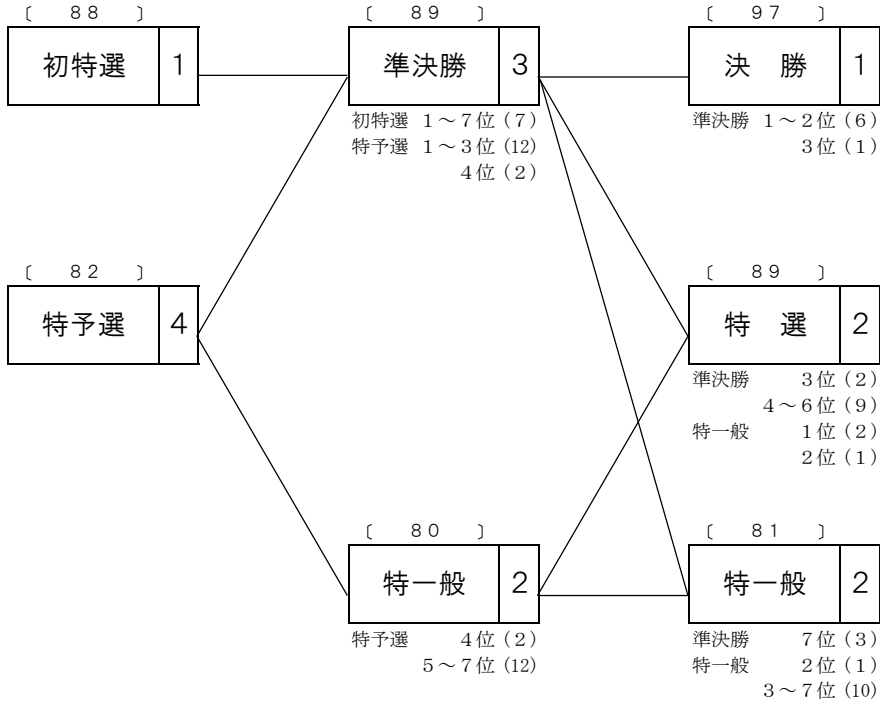 〔 88 〕
初特選 1
〔 89 〕
準決勝 3
初特選 1～7位(7)
特予選 1～3位(12)
4位(2)
〔 97 〕
決 勝 1
準決勝 1～2位(6)
3位(1)
〔 82 〕
特予選 4
〔 89 〕
特 選 2
準決勝 3位(2)
4～6位(9)
特一般 1位(2)
2位(1)
〔 80 〕
特一般 2
特予選 4位(2)
5～7位(12)
〔 81 〕
特一般 2
準決勝 7位(3)
特一般 2位(1)
3～7位(10)